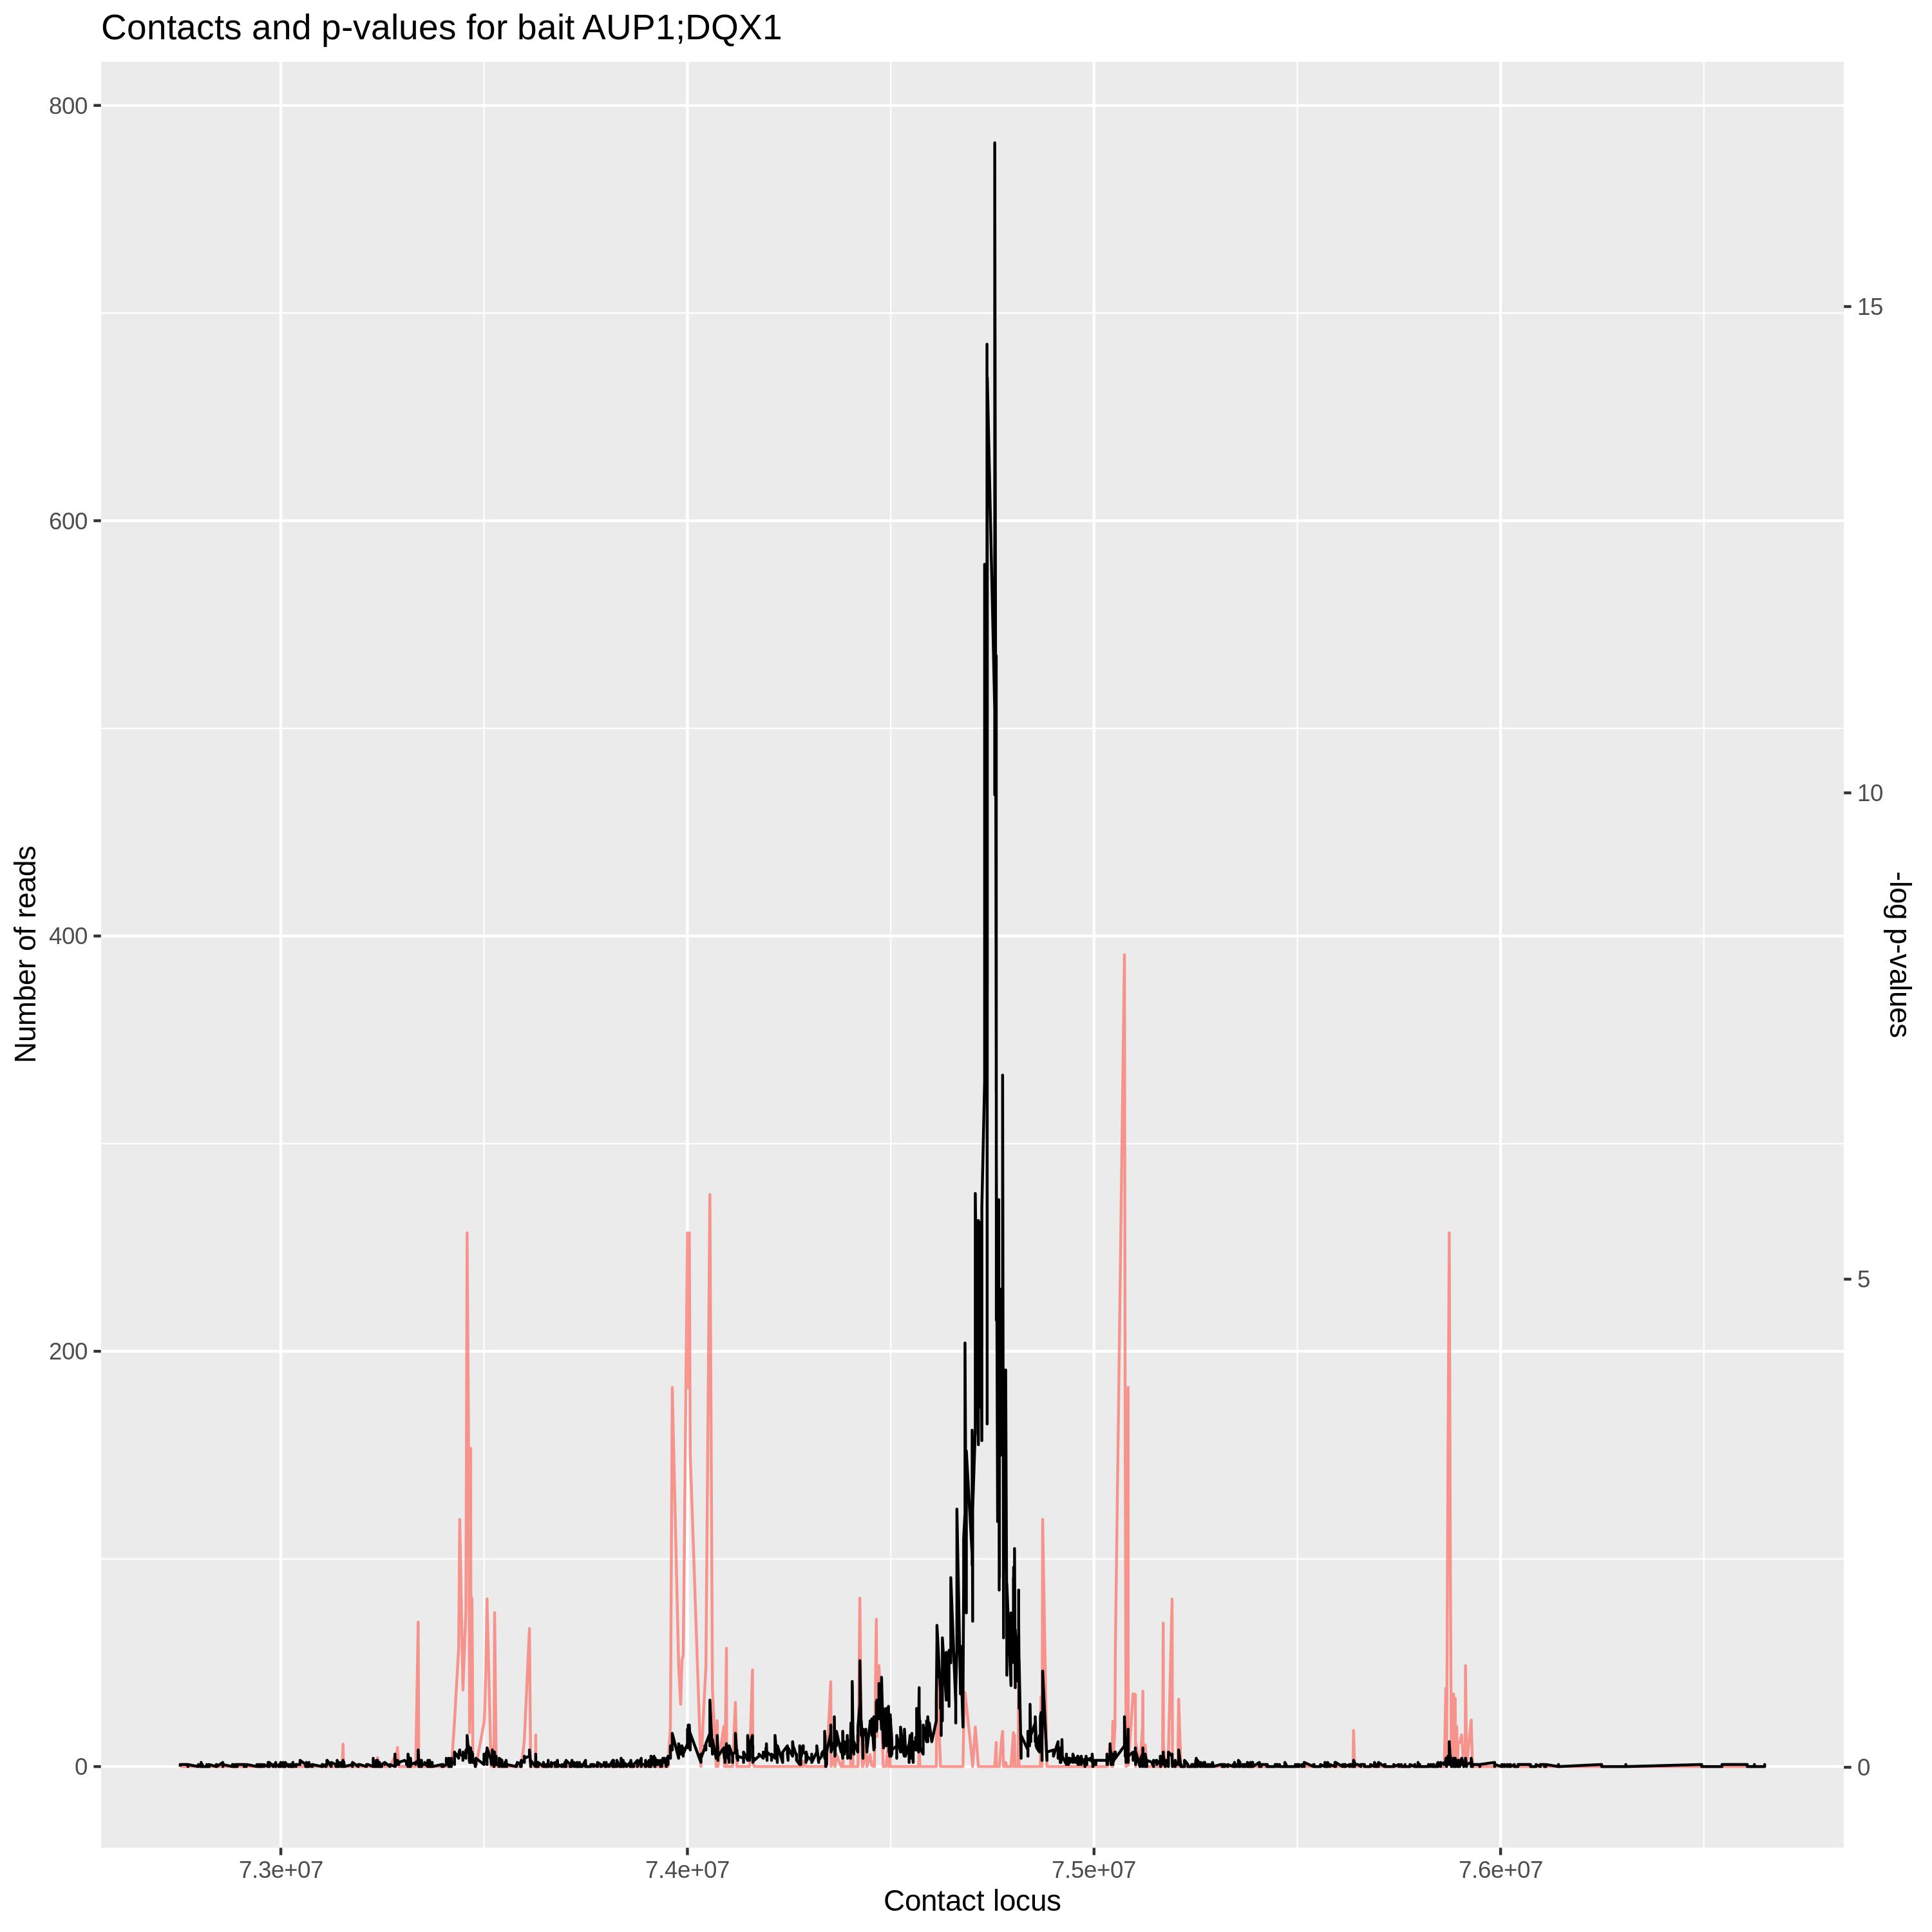 Contacts and p-values for bait AUP1;DQX1
800
600
400
200
0
Number of reads
15
10
5
0
-log p-values
7.3e+07
7.4e+07
7.5e+07
7.6e+07
Contact locus